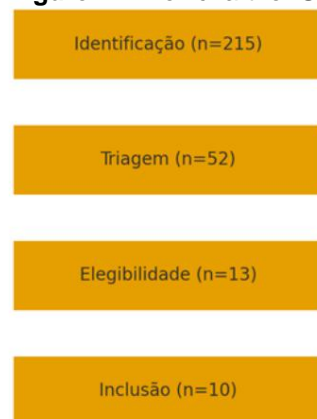 Identificação (n=215)
Triagem (n=52)
Elegibilidade (n=13)
Inclusão (n=10)